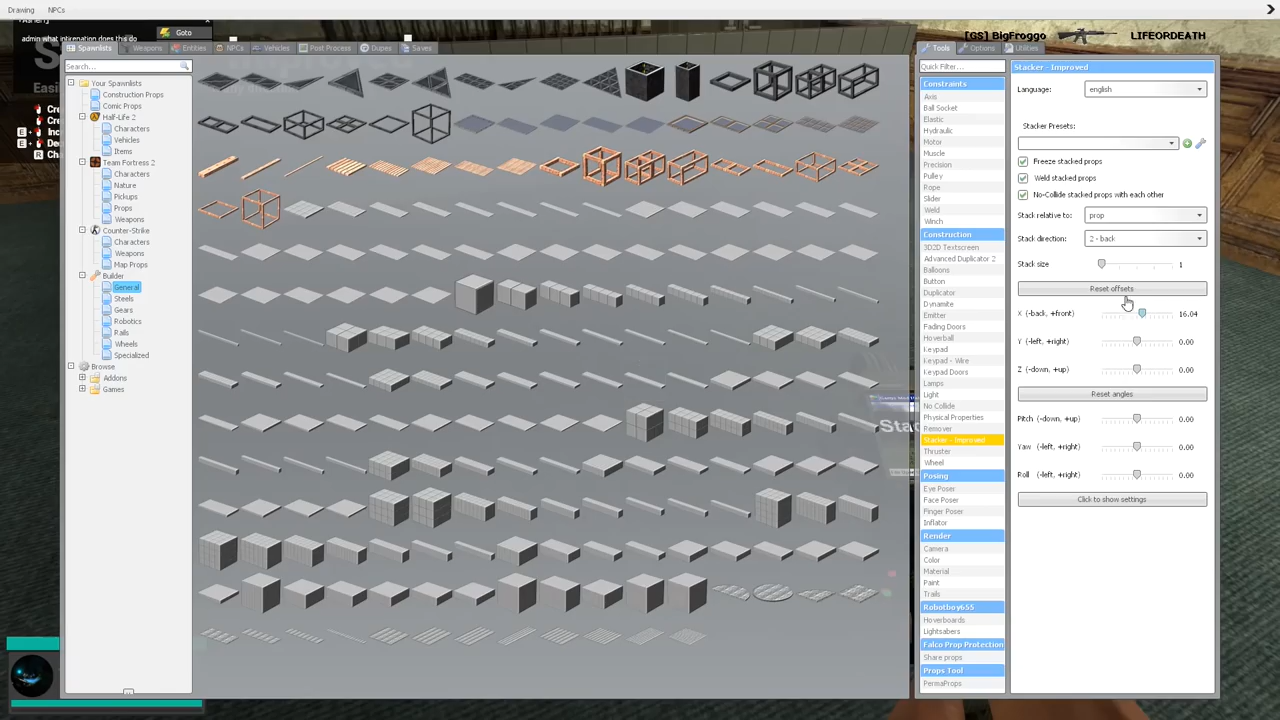 Drawing NPCs
admin what intirenation does this do
Goto
[GS] BigFroggo LIFEORDEATH
Spawnlists Weapons Entities NPCs Vehicles Post Process Dupes Saves
Search...
Your Spawnlists
Construction Props
Comic Props
Half-Life 2
Characters
Vehicles
Items
Team Fortress 2
Characters
Nature
Pickups
Props
Weapons
Counter-Strike
Characters
Weapons
Map Props
Builder
General
Steels
Gears
Robotics
Rails
Wheels
Specialized
Browse
Addons
Games
Tools Options Utilities
Quick Filter...
Constraints
Axis
Ball Socket
Elastic
Hydraulic
Motor
Muscle
Precision
Pulley
Rope
Slider
Weld
Winch
Construction
3D2D Textscreen
Advanced Duplicator 2
Balloons
Button
Duplicator
Dynamite
Emitter
Fading Doors
Hoverball
Keypad
Keypad - Wire
Keypad Doors
Lamps
Light
No Collide
Physical Properties
Remover
Stacker - Improved
Thruster
Wheel
Posing
Eye Poser
Face Poser
Finger Poser
Inflator
Render
Camera
Color
Material
Paint
Trails
Robotboy655
Hoverboards
Lightsabers
Falco Prop Protection
Share props
Props Tool
PermaProps
Stacker - Improved
Language: english
Stacker Presets:
Freeze stacked props
Weld stacked props
No-Collide stacked props with each other
Stack relative to: prop
Stack direction: 2 - back
Stack size 1
Reset offsets
X (-back, +front) 16.04
Y (-left, +right) 0.00
Z (-down, +up) 0.00
Reset angles
Pitch (-down, +up) 0.00
Yaw (-left, +right) 0.00
Roll (-left, +right) 0.00
Click to show settings